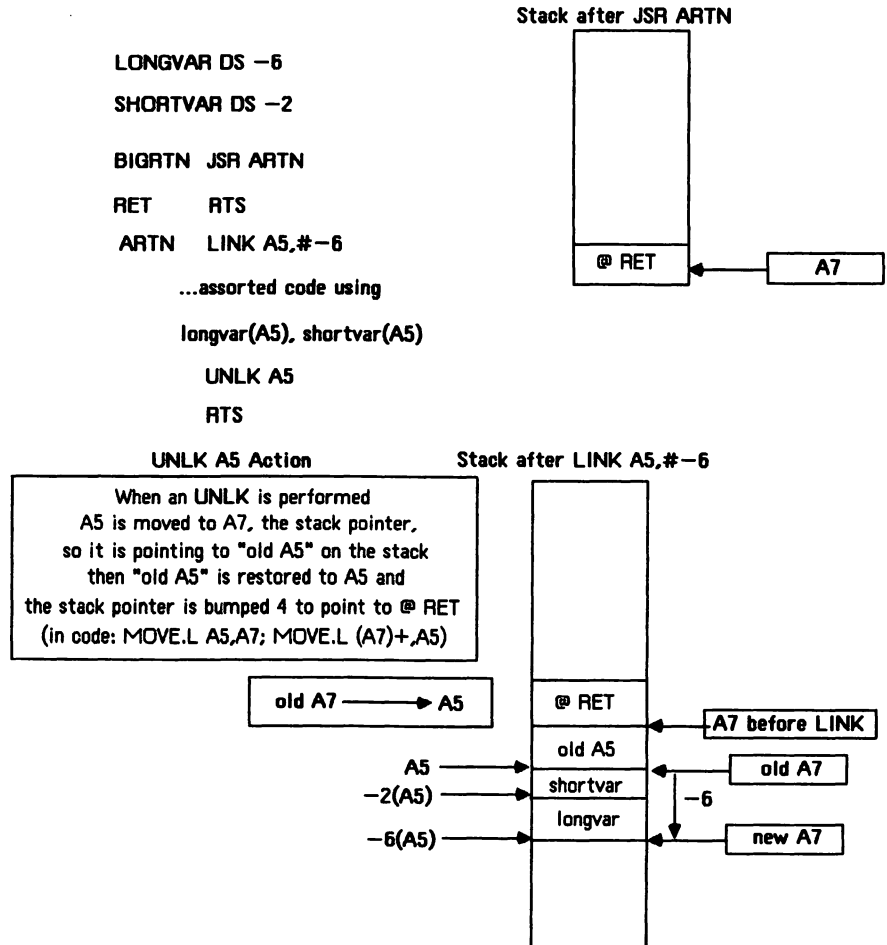 Stack after JSR ARTN
LONGVAR DS −6
SHORTVAR DS −2
BIGRTN JSR ARTN
RET RTS
ARTN LINK A5,#−6
...assorted code using
longvar(A5), shortvar(A5)
UNLK A5
RTS
@ RET
A7
UNLK A5 Action
When an UNLK is performed
A5 is moved to A7, the stack pointer,
so it is pointing to "old A5" on the stack
then "old A5" is restored to A5 and
the stack pointer is bumped 4 to point to @ RET
(in code: MOVE.L A5,A7; MOVE.L (A7)+,A5)
Stack after LINK A5,#−6
old A7 A5
@ RET
A7 before LINK
old A5
A5
old A7
shortvar
−2(A5)
−6
longvar
−6(A5)
new A7